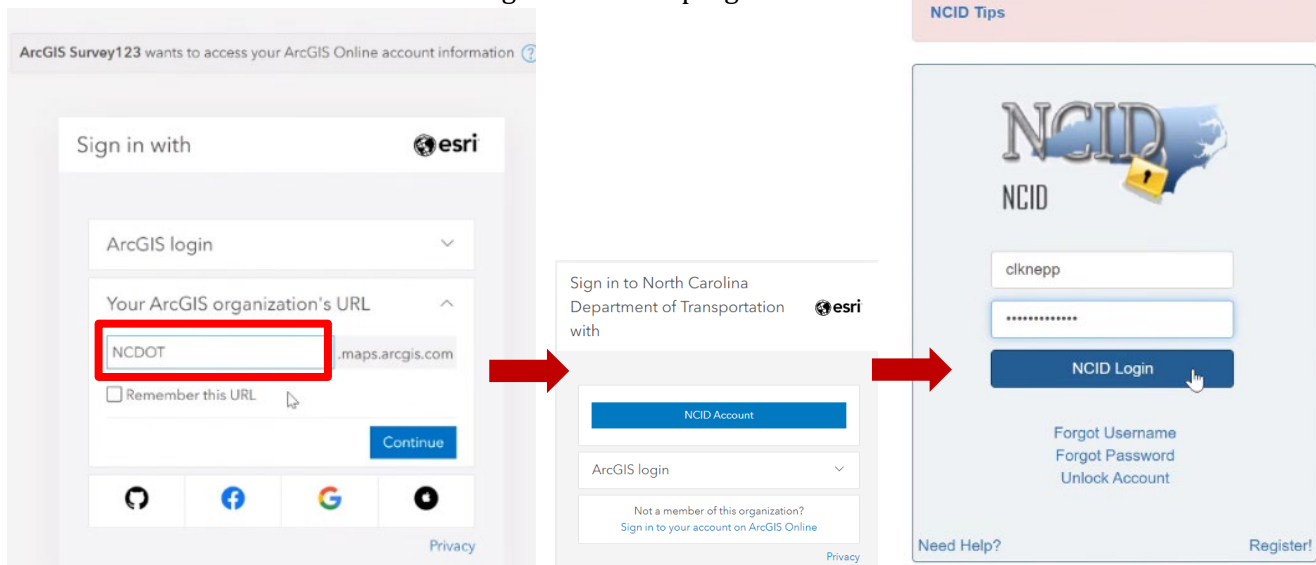 NCID Tips
ArcGIS Survey123 wants to access your ArcGIS Online account information ?
Sign in with
esri
ArcGIS login
Your ArcGIS organization's URL
NCDOT
.maps.arcgis.com
Remember this URL
Continue
Privacy
Sign in to North Carolina
Department of Transportation
with
esri
NCID Account
ArcGIS login
Not a member of this organization?
Sign in to your account on ArcGIS Online
Privacy
NCID
NCID
clknepp
•••••••••••••
NCID Login
Forgot Username
Forgot Password
Unlock Account
Need Help?
Register!